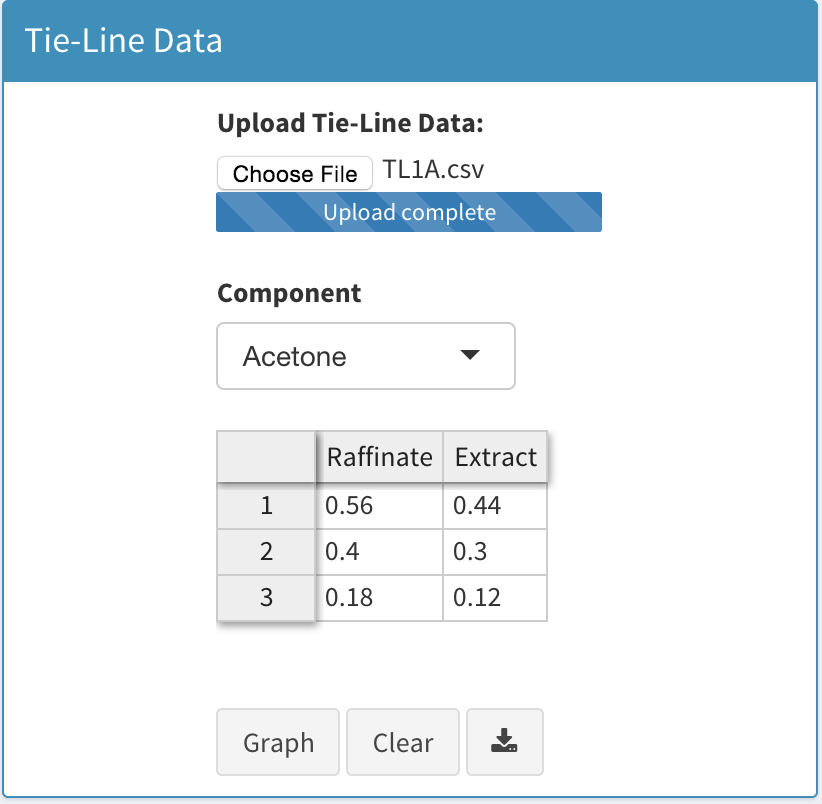 Tie-Line Data
Upload Tie-Line Data:
Choose File TL1A.csv
Upload complete
Component
Acetone
Raffinate Extract
1 0.56 0.44
2 0.4 0.3
3 0.18 0.12
Graph Clear